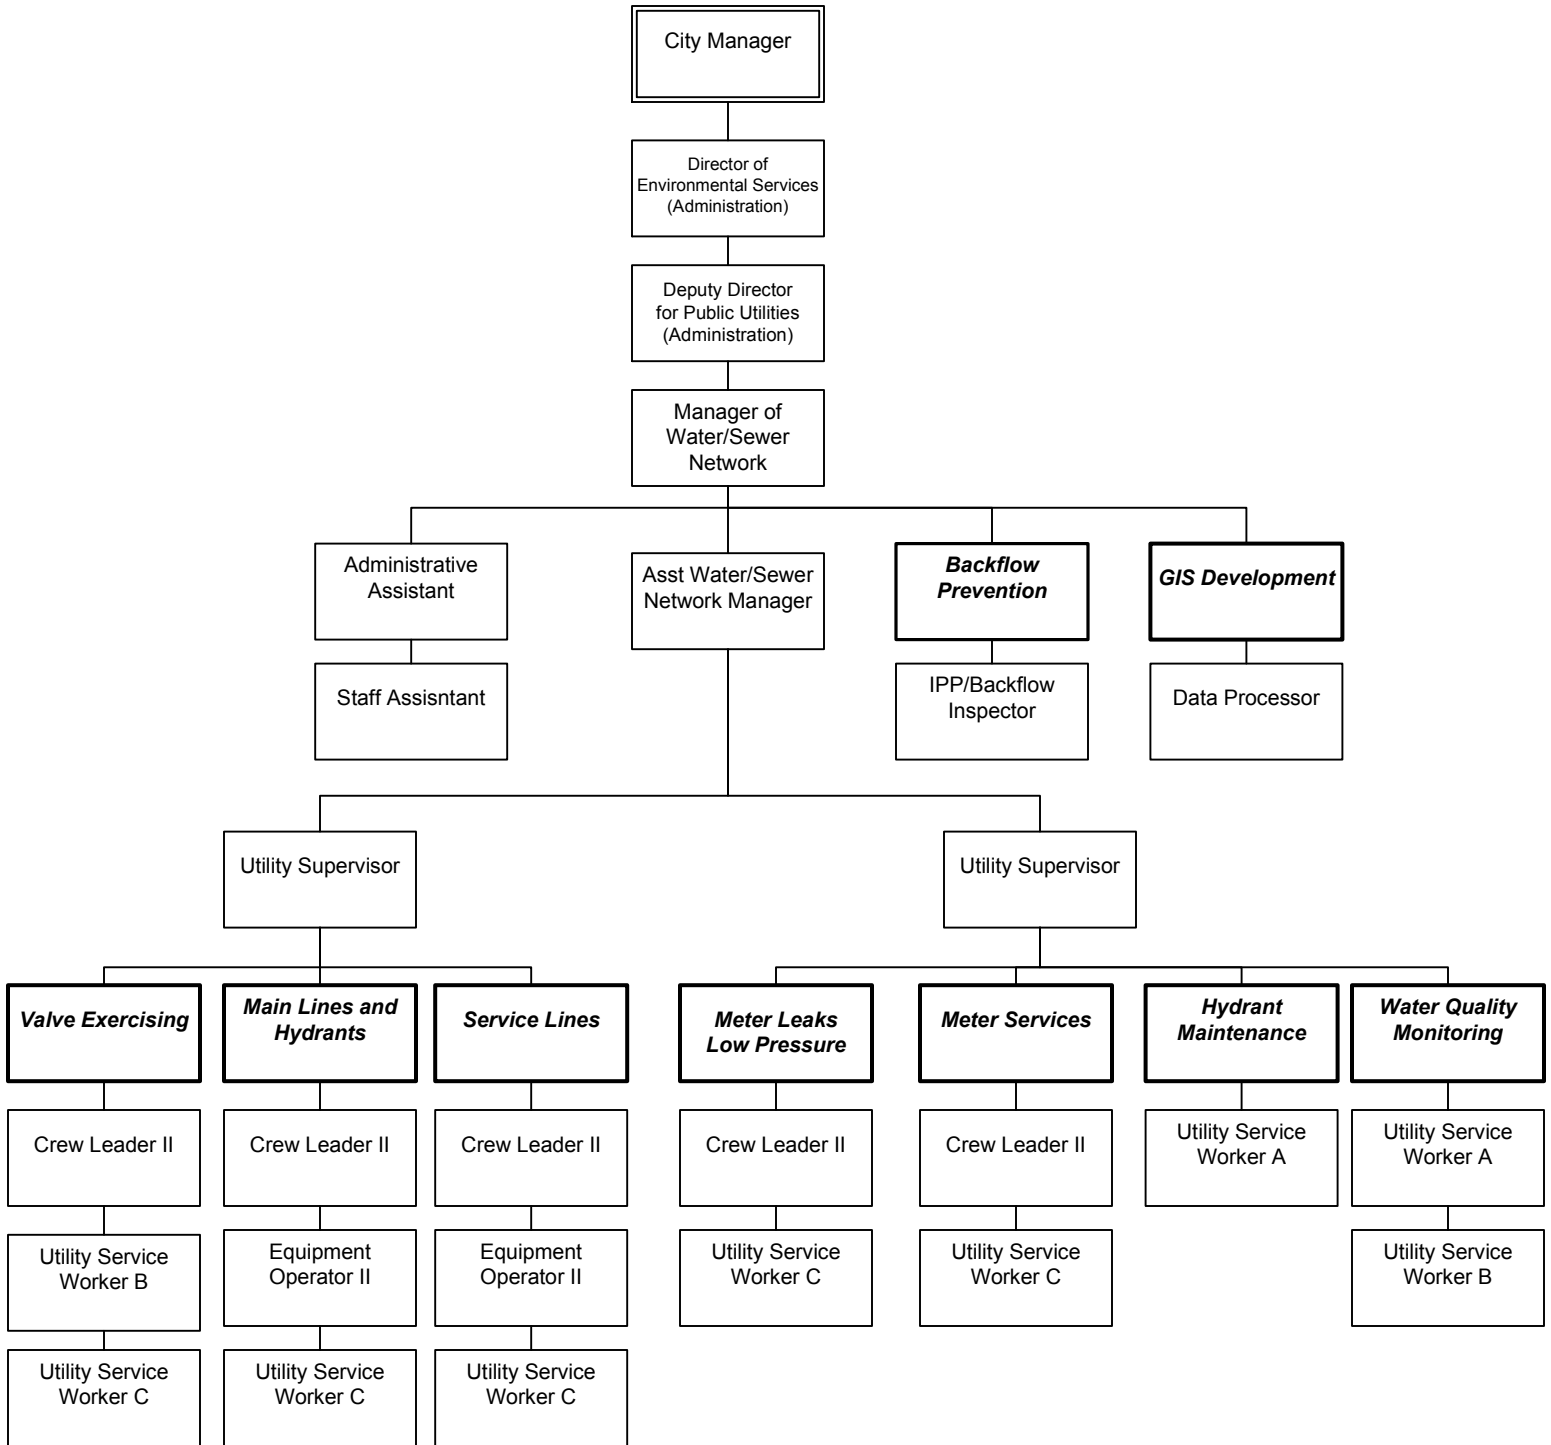 City Manager
Director of
Environmental Services
(Administration)
Deputy Director
for Public Utilities
(Administration)
Manager of
Water/Sewer
Network
Administrative
Assistant
Asst Water/Sewer
Network Manager
Backflow
Prevention
GIS Development
Staff Assisntant
IPP/Backflow
Inspector
Data Processor
Utility Supervisor
Utility Supervisor
Valve Exercising
Main Lines and
Hydrants
Service Lines
Meter Leaks
Low Pressure
Meter Services
Hydrant
Maintenance
Water Quality
Monitoring
Crew Leader II
Crew Leader II
Crew Leader II
Crew Leader II
Crew Leader II
Utility Service
Worker A
Utility Service
Worker A
Utility Service
Worker B
Equipment
Operator II
Equipment
Operator II
Utility Service
Worker C
Utility Service
Worker C
Utility Service
Worker B
Utility Service
Worker C
Utility Service
Worker C
Utility Service
Worker C